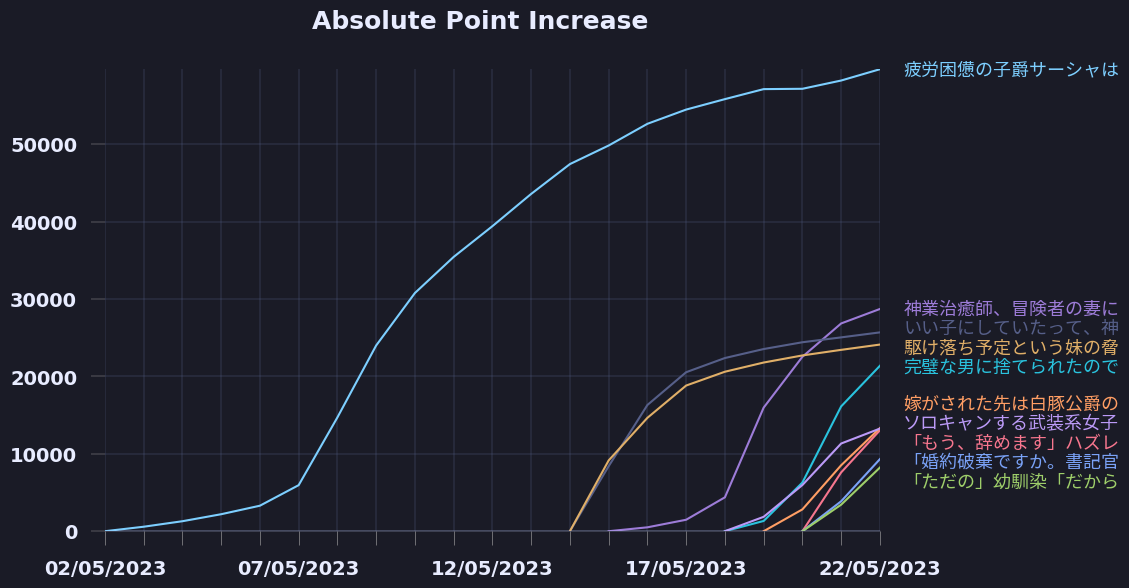 Absolute Point Increase
疲労困憊の子爵サーシャは
50000
40000
30000
20000
10000
0
神業治癒師、冒険者の妻に
いい子にしていたって、神
駆け落ち予定という妹の脅
完璧な男に捨てられたので
嫁がされた先は白豚公爵の
ソロキャンする武装系女子
「もう、辞めます」ハズレ
「婚約破棄ですか。書記官
「ただの」幼馴染「だから
02/05/2023 07/05/2023 12/05/2023 17/05/2023 22/05/2023